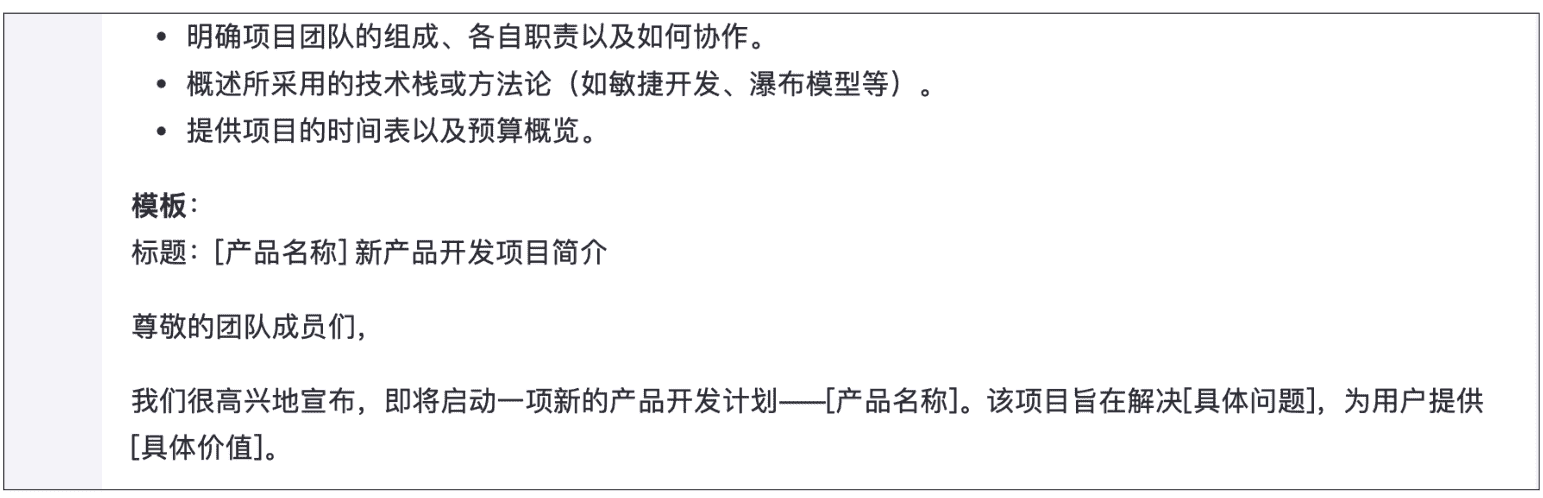 • 明确项目团队的组成、各自职责以及如何协作。
• 概述所采用的技术栈或方法论（如敏捷开发、瀑布模型等）。
• 提供项目的时间表以及预算概览。
模板：
标题：[产品名称] 新产品开发项目简介
尊敬的团队成员们，
我们很高兴地宣布，即将启动一项新的产品开发计划——[产品名称]。该项目旨在解决[具体问题]，为用户提供
[具体价值]。